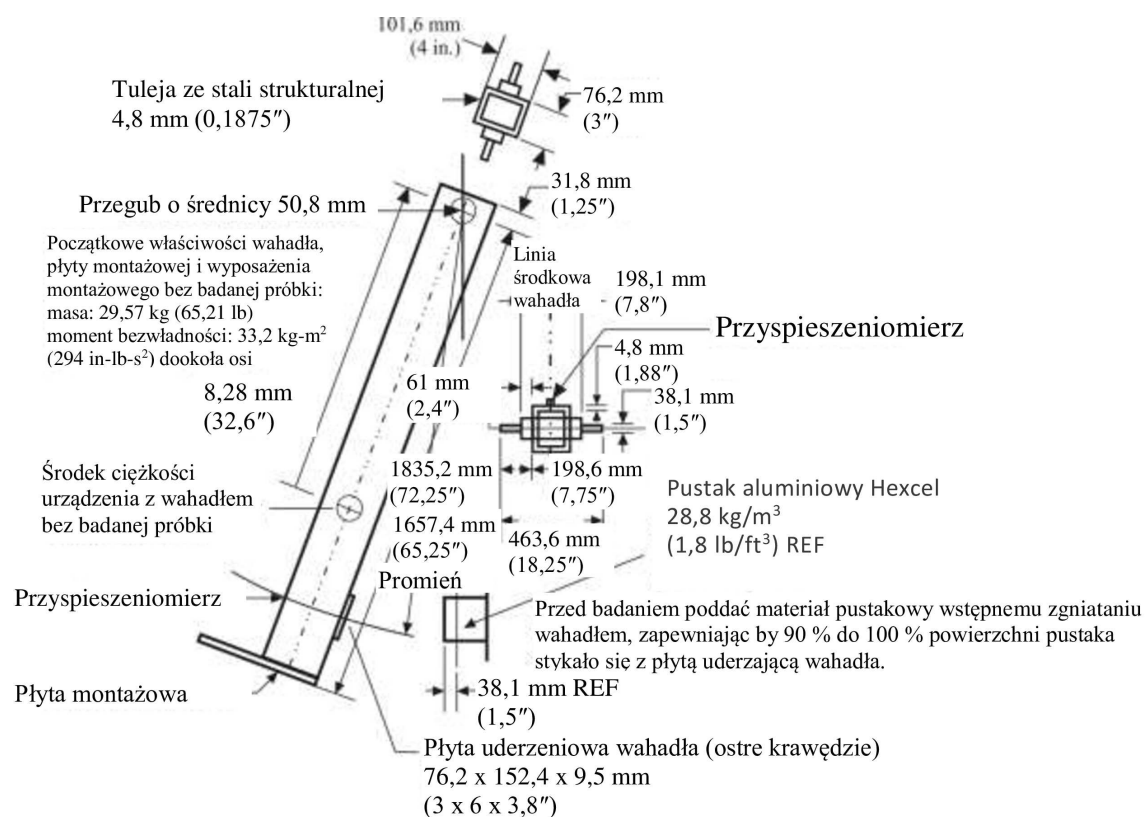 101,6 mm
(4 in.)
Tuleja ze stali strukturalnej
4,8 mm (0,1875″)
76,2 mm
(3″)
31,8 mm
(1,25″)
Przegub o średnicy 50,8 mm
Początkowe właściwości wahadła,
płyty montażowej i wyposażenia
montażowego bez badanej próbki:
masa: 29,57 kg (65,21 lb)
moment bezwładności: 33,2 kg-m²
(294 in-lb-s²) dookoła osi
Linia
środkowa
wahadła
198,1 mm
(7,8″)
Przyspieszeniomierz
4,8 mm
(1,88″)
38,1 mm
(1,5″)
8,28 mm
(32,6″)
61 mm
(2,4″)
Środek ciężkości
urządzenia z wahadłem
bez badanej próbki
1835,2 mm
(72,25″)
198,6 mm
(7,75″)
1657,4 mm
(65,25″)
463,6 mm
(18,25″)
Pustak aluminiowy Hexcel
28,8 kg/m³
(1,8 lb/ft³) REF
Promień
Przyspieszeniomierz
Przed badaniem poddać materiał pustakowy wstępnemu zgniataniu
wahadłem, zapewniając by 90 % do 100 % powierzchni pustaka
stykało się z płytą uderzającą wahadła.
Płyta montażowa
38,1 mm REF
(1,5″)
Płyta uderzeniowa wahadła (ostre krawędzie)
76,2 x 152,4 x 9,5 mm
(3 x 6 x 3,8″)